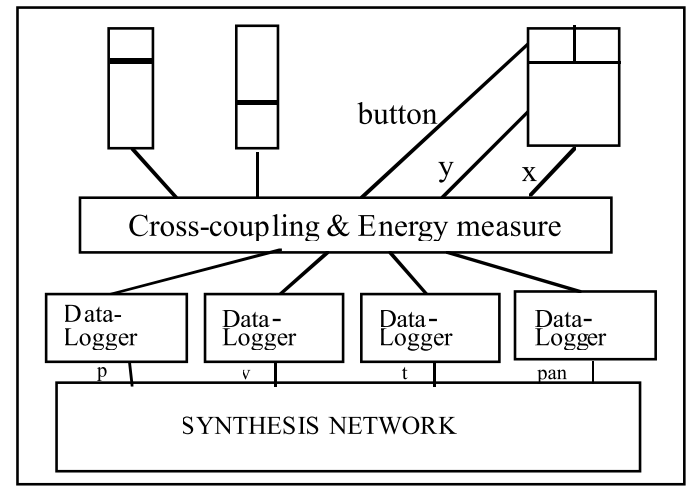 button
y
x
Cross-coupling & Energy measure
Data-
Logger
Data-
Logger
Data-
Logger
Data-
Logger
p
v
t
pan
SYNTHESIS NETWORK